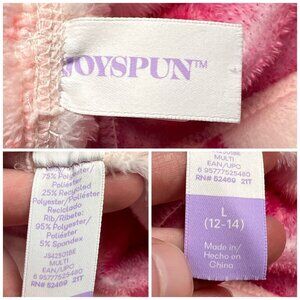 JOYSPUN™
75% Polyester/
Poliéster
25% Recycled
Polyester/Poliéster
Reciclado
Rib/Reborde:
95% Polyester/
Poliéster
5% Spandex
MULTI
EAN/UPC
6 95777525480
RN# 52469 21T
MULTI
EAN/UPC
6 95777525480
RN# 52469 21T
L
(12-14)
Made in/
Hecho en
China